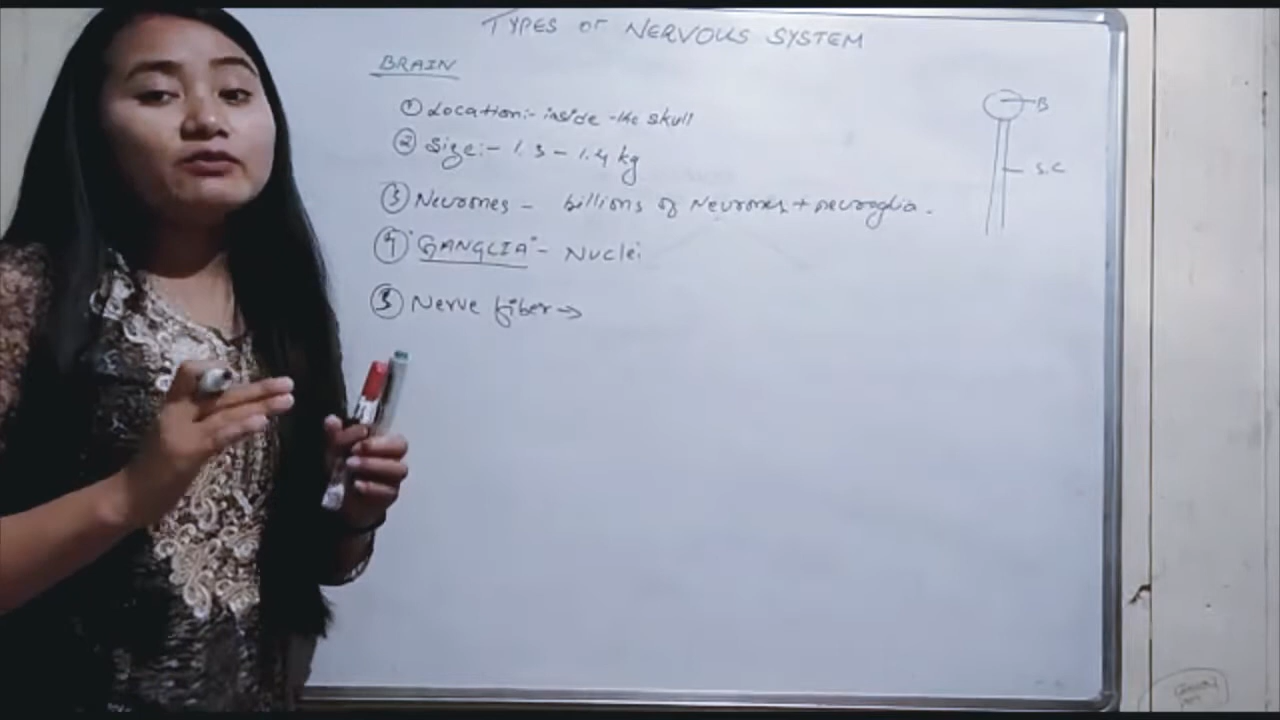 TYPES OF NERVOUS SYSTEM
BRAIN
① Location:- inside the skull
② Size:- 1.3 - 1.4 kg
③ Neurones - billions of Neurones + neuroglia.
④ "GANGLIA" - Nuclei
⑤ Nerve fiber →
B
S.C